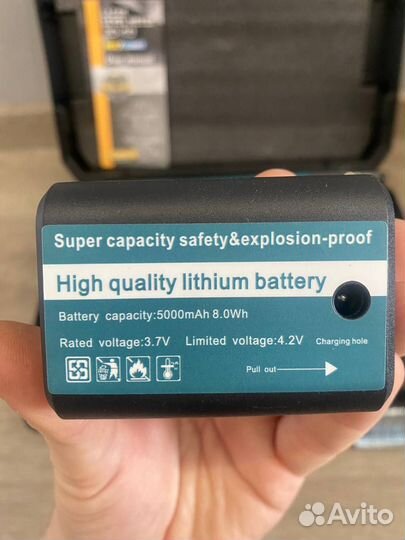 Super capacity safety&explosion-proof
High quality lithium battery
Battery capacity:5000mAh 8.0Wh
Rated voltage:3.7V Limited voltage:4.2V Charging hole
Pull out
Avito